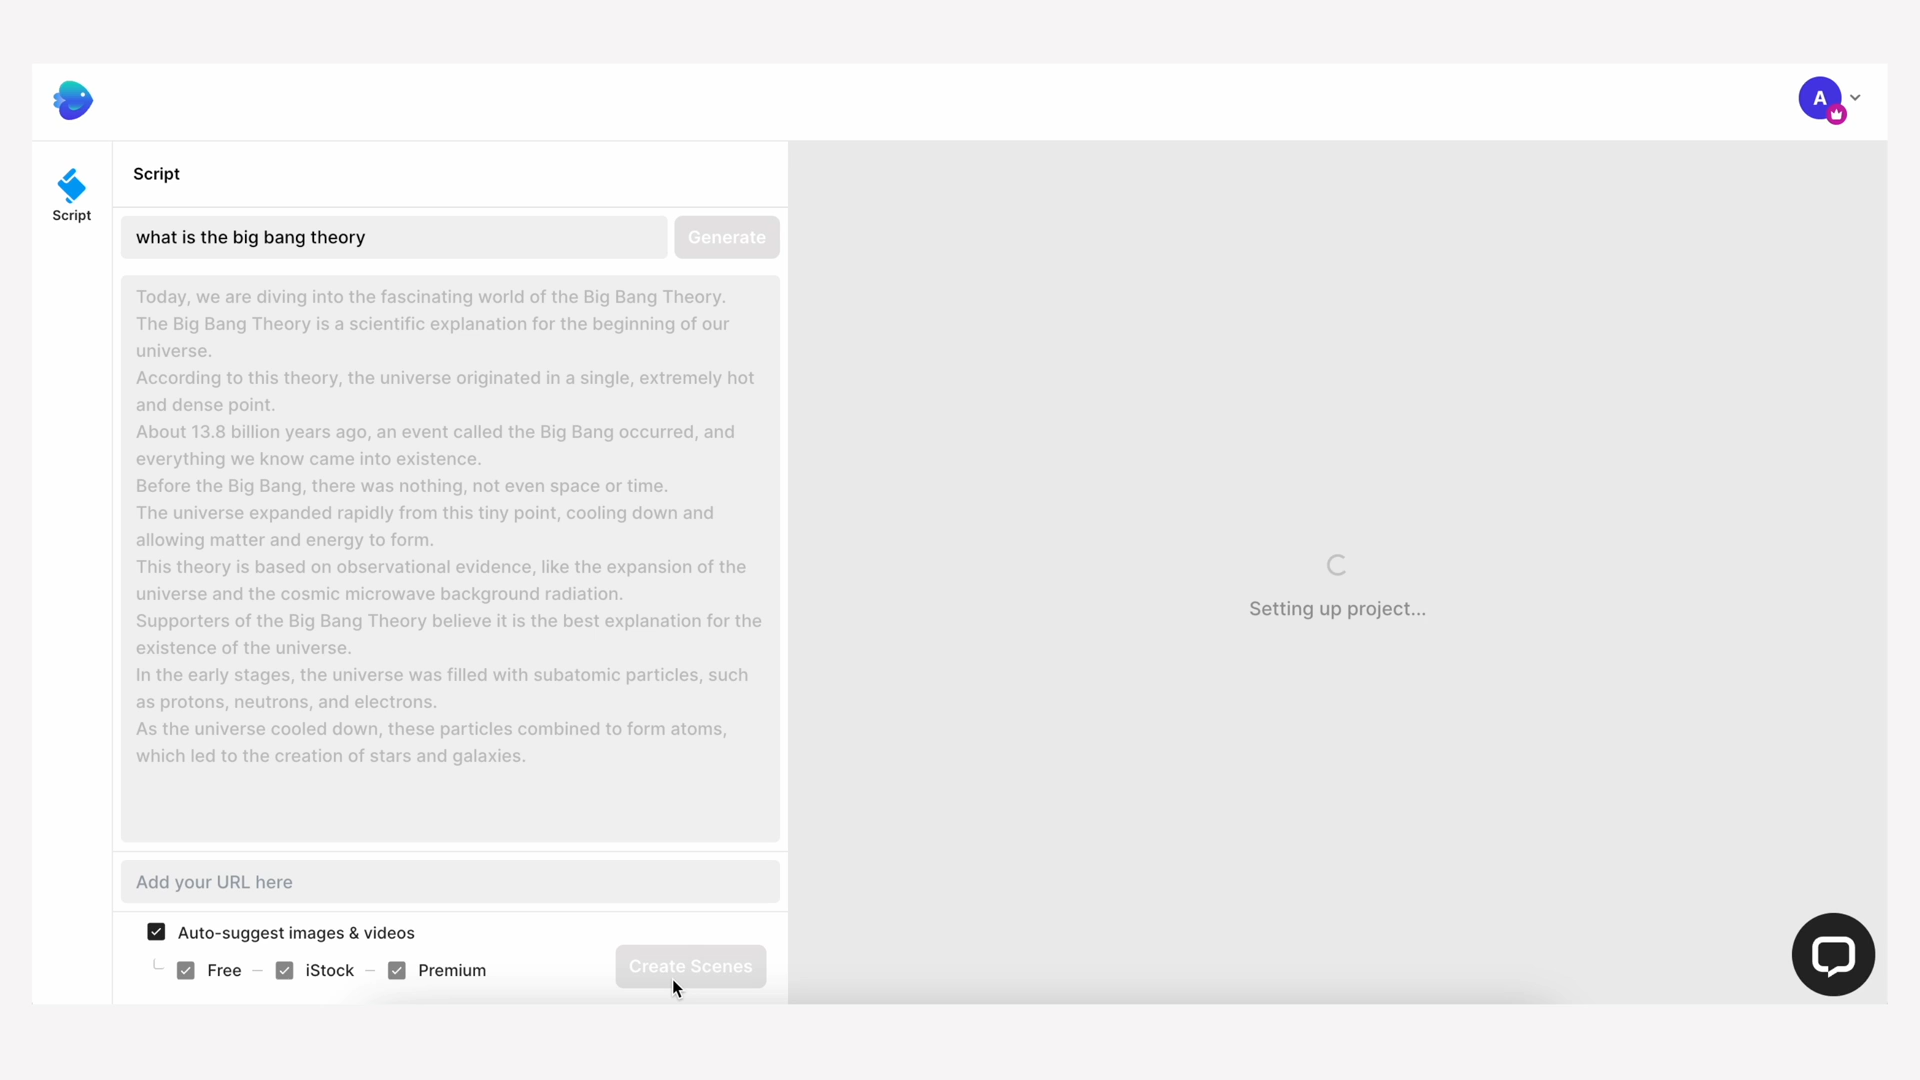 A
Script
Script
what is the big bang theory
Generate
Today, we are diving into the fascinating world of the Big Bang Theory.
The Big Bang Theory is a scientific explanation for the beginning of our
universe.
According to this theory, the universe originated in a single, extremely hot
and dense point.
About 13.8 billion years ago, an event called the Big Bang occurred, and
everything we know came into existence.
Before the Big Bang, there was nothing, not even space or time.
The universe expanded rapidly from this tiny point, cooling down and
allowing matter and energy to form.
This theory is based on observational evidence, like the expansion of the
universe and the cosmic microwave background radiation.
Supporters of the Big Bang Theory believe it is the best explanation for the
existence of the universe.
In the early stages, the universe was filled with subatomic particles, such
as protons, neutrons, and electrons.
As the universe cooled down, these particles combined to form atoms,
which led to the creation of stars and galaxies.
Setting up project...
Add your URL here
Auto-suggest images & videos
Free iStock Premium
Create Scenes